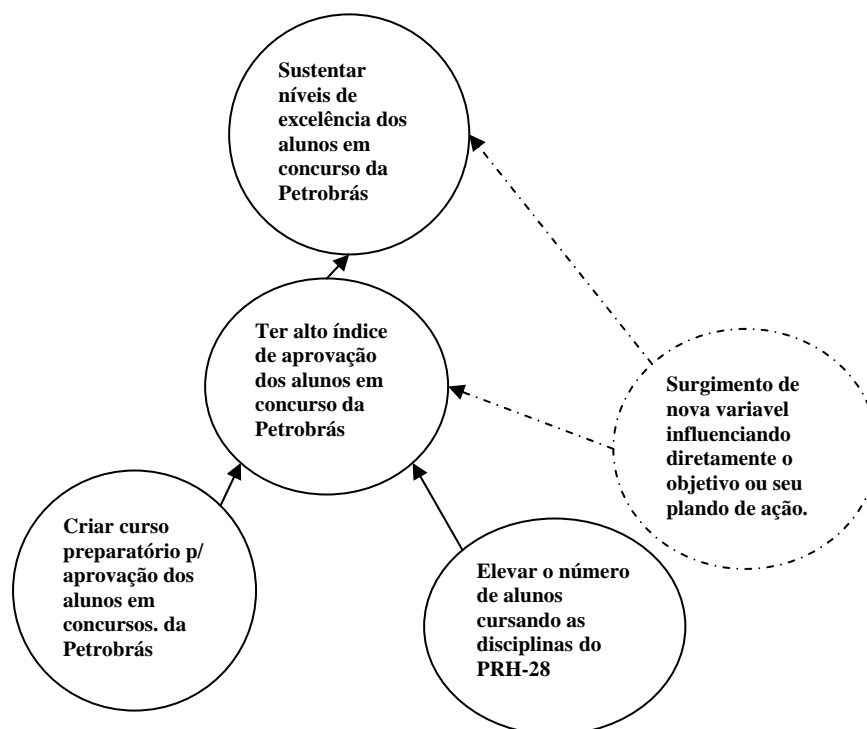 Sustentar
níveis de
excelência dos
alunos em
concurso da
Petrobrás
Ter alto índice
de aprovação
dos alunos em
concurso da
Petrobrás
Surgimento de
nova variavel
influenciando
diretamente o
objetivo ou seu
plando de ação.
Criar curso
preparatório p/
aprovação dos
alunos em
concursos. da
Petrobrás
Elevar o número
de alunos
cursando as
disciplinas do
PRH-28